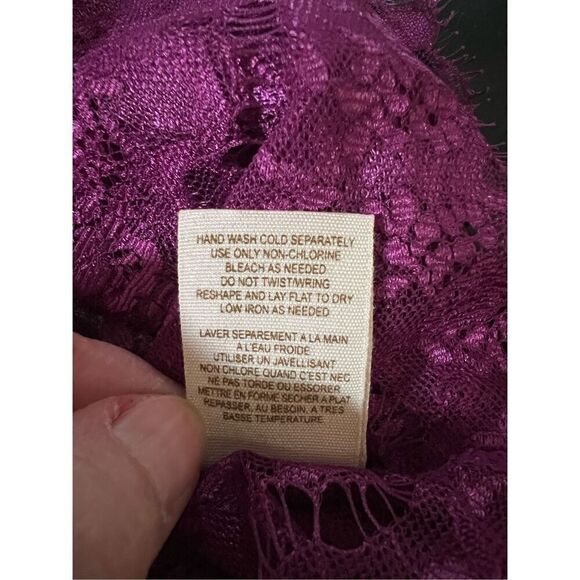 HAND WASH COLD SEPARATELY
USE ONLY NON-CHLORINE
BLEACH AS NEEDED
DO NOT TWIST/WRING
RESHAPE AND LAY FLAT TO DRY
LOW IRON AS NEEDED
LAVER SEPAREMENT A LA MAIN
A L'EAU FROIDE
UTILISER UN JAVELLISANT
NON CHLORE QUAND C'EST NEC
NE PAS TORDE OU ESSORER
METTRE EN FORME SECHER A PLAT
REPASSER, AU BESOIN, A TRES
BASSE TEMPERATURE